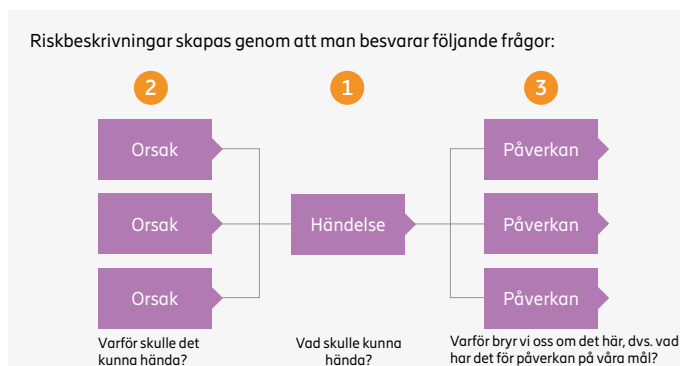 Riskbeskrivningar skapas genom att man besvarar följande frågor:
2
1
3
Orsak
Påverkan
Orsak
Händelse
Påverkan
Orsak
Påverkan
Varför skulle det
kunna hända?
Vad skulle kunna
hända?
Varför bryr vi oss om det här, dvs. vad
har det för påverkan på våra mål?